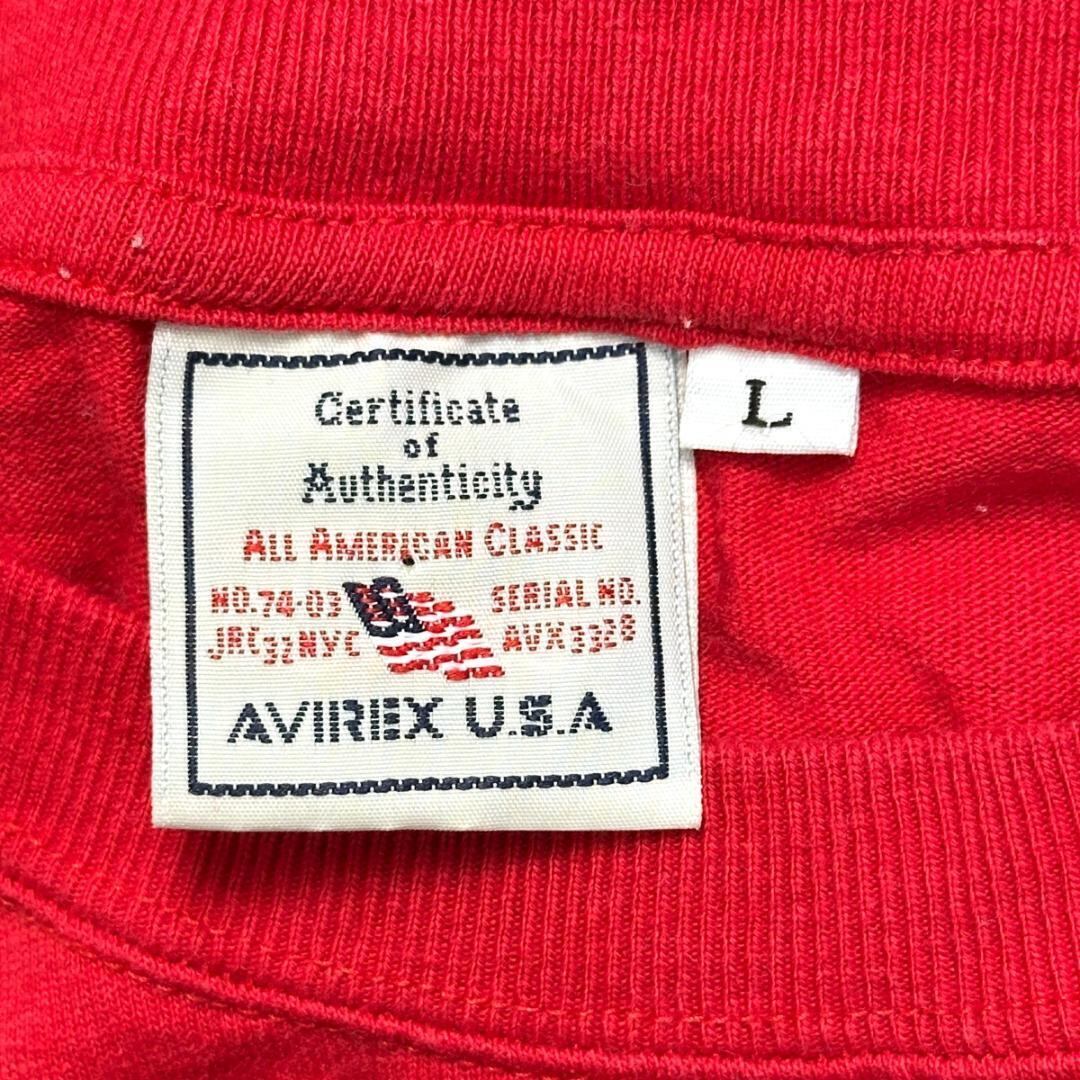 Certificate
of
Authenticity
ALL AMERICAN CLASSIC
NO.74-03 SERIAL NO.
JRC32NYC AVX3328
AVIREX U.S.A
L